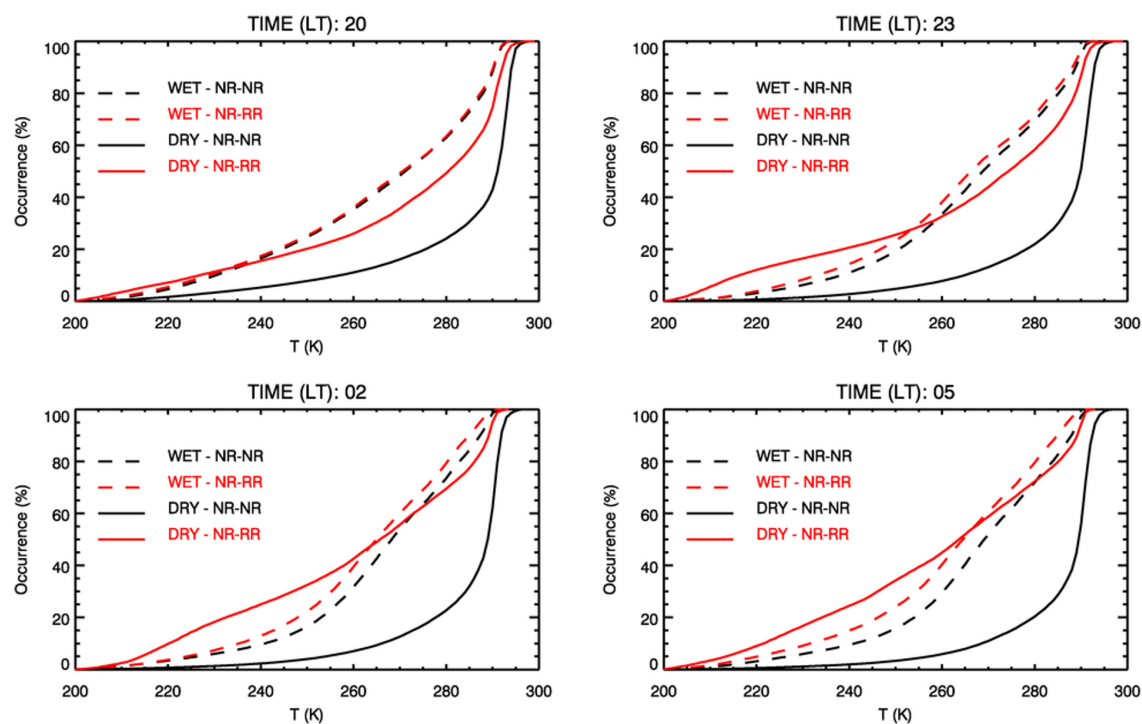 TIME (LT): 20
100
80
60
40
20
0
Occurrence (%)
WET - NR-NR
WET - NR-RR
DRY - NR-NR
DRY - NR-RR
200 220 240 260 280 300
T (K)
TIME (LT): 23
100
80
60
40
20
0
Occurrence (%)
WET - NR-NR
WET - NR-RR
DRY - NR-NR
DRY - NR-RR
200 220 240 260 280 300
T (K)
TIME (LT): 02
100
80
60
40
20
0
Occurrence (%)
WET - NR-NR
WET - NR-RR
DRY - NR-NR
DRY - NR-RR
200 220 240 260 280 300
T (K)
TIME (LT): 05
100
80
60
40
20
0
Occurrence (%)
WET - NR-NR
WET - NR-RR
DRY - NR-NR
DRY - NR-RR
200 220 240 260 280 300
T (K)